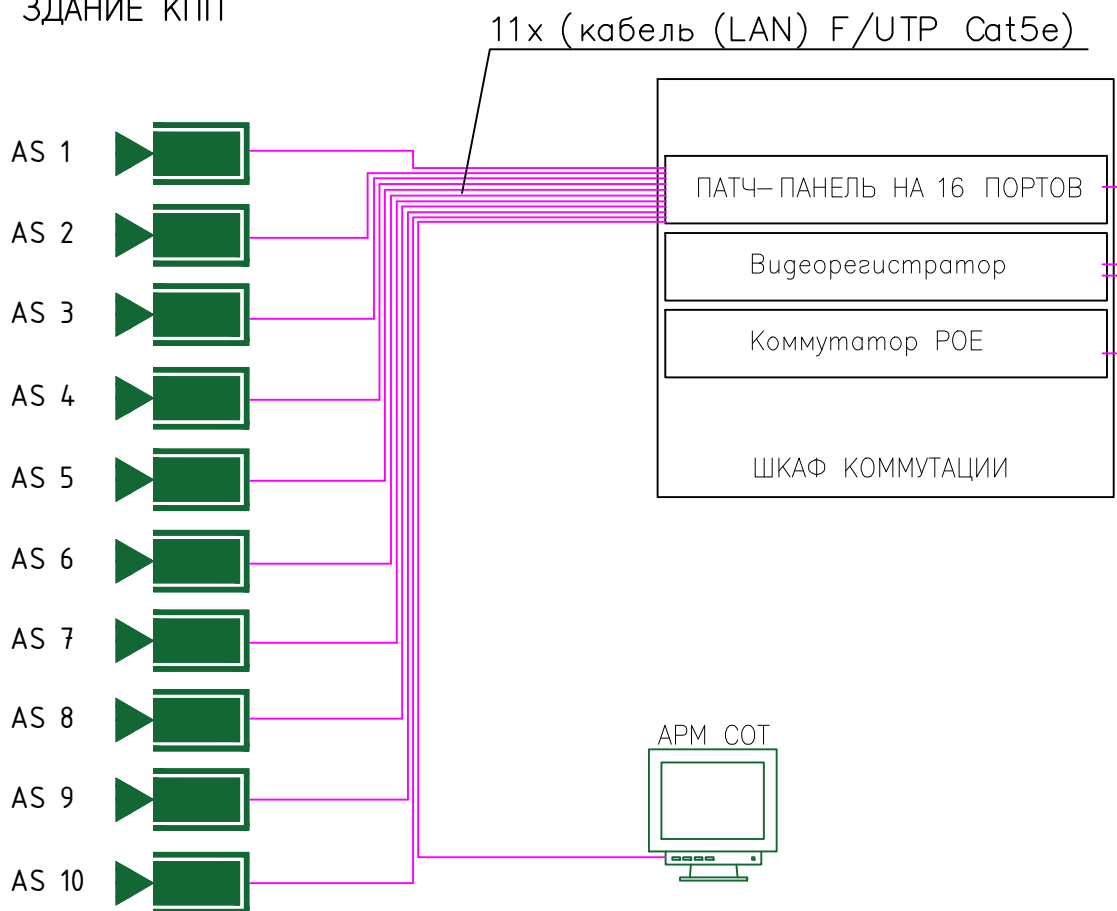 ЗДАНИЕ КПП
11х (кабель (LAN) F/UTP Cat5e)
AS 1
AS 2
AS 3
AS 4
AS 5
AS 6
AS 7
AS 8
AS 9
AS 10
ПАТЧ-ПАНЕЛЬ НА 16 ПОРТОВ
Видеорегистратор
Коммутатор POE
ШКАФ КОММУТАЦИИ
АРМ СОТ